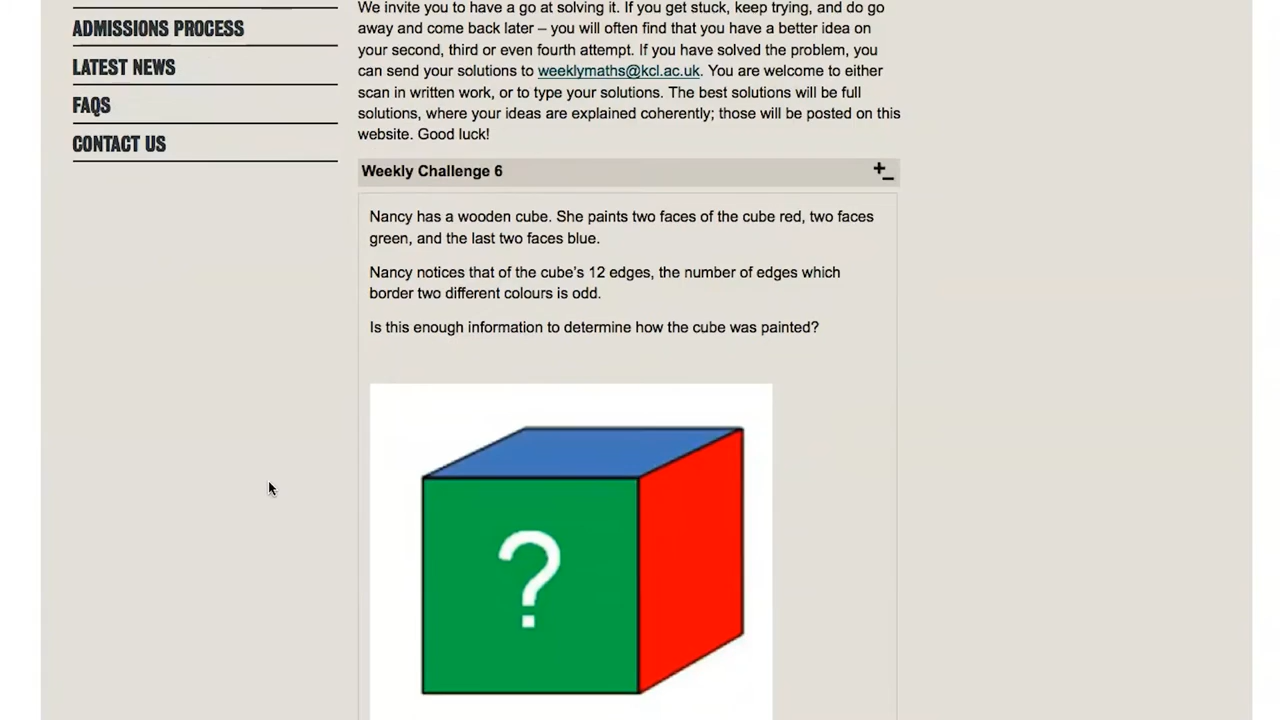 ADMISSIONS PROCESS
LATEST NEWS
FAQS
CONTACT US
We invite you to have a go at solving it. If you get stuck, keep trying, and do go
away and come back later – you will often find that you have a better idea on
your second, third or even fourth attempt. If you have solved the problem, you
can send your solutions to weeklymaths@kcl.ac.uk. You are welcome to either
scan in written work, or to type your solutions. The best solutions will be full
solutions, where your ideas are explained coherently; those will be posted on this
website. Good luck!
Weekly Challenge 6
Nancy has a wooden cube. She paints two faces of the cube red, two faces
green, and the last two faces blue.
Nancy notices that of the cube's 12 edges, the number of edges which
border two different colours is odd.
Is this enough information to determine how the cube was painted?
?